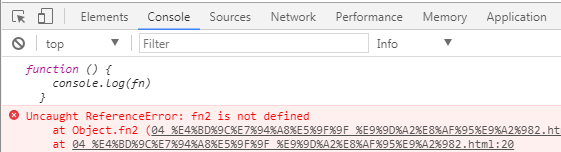 Elements Console Sources Network Performance Memory Application
top Filter Info
function () {
console.log(fn)
}
Uncaught ReferenceError: fn2 is not defined
at Object.fn2 (04 %E4%BD%9C%E7%94%A8%E5%9F%9F_%E9%9D%A2%E8%AF%95%E9%A2%982.ht
at 04 %E4%BD%9C%E7%94%A8%E5%9F%9F_%E9%9D%A2%E8%AF%95%E9%A2%982.html:20